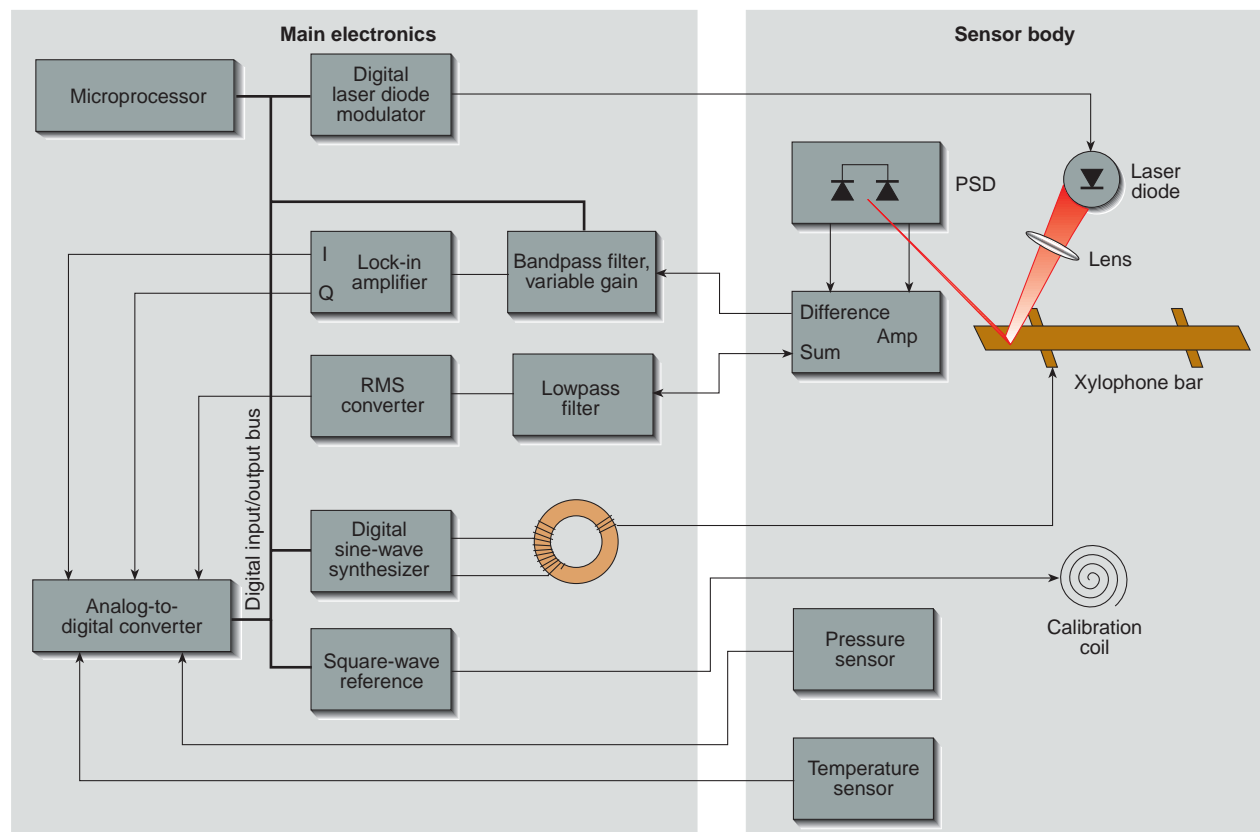 Main electronics
Sensor body
Microprocessor
Digital
laser diode
modulator
PSD
Laser
diode
Lens
I
Q
Lock-in
amplifier
Bandpass filter,
variable gain
Difference
Amp
Sum
Xylophone bar
RMS
converter
Lowpass
filter
Digital input/output bus
Digital
sine-wave
synthesizer
Analog-to-
digital converter
Calibration
coil
Square-wave
reference
Pressure
sensor
Temperature
sensor